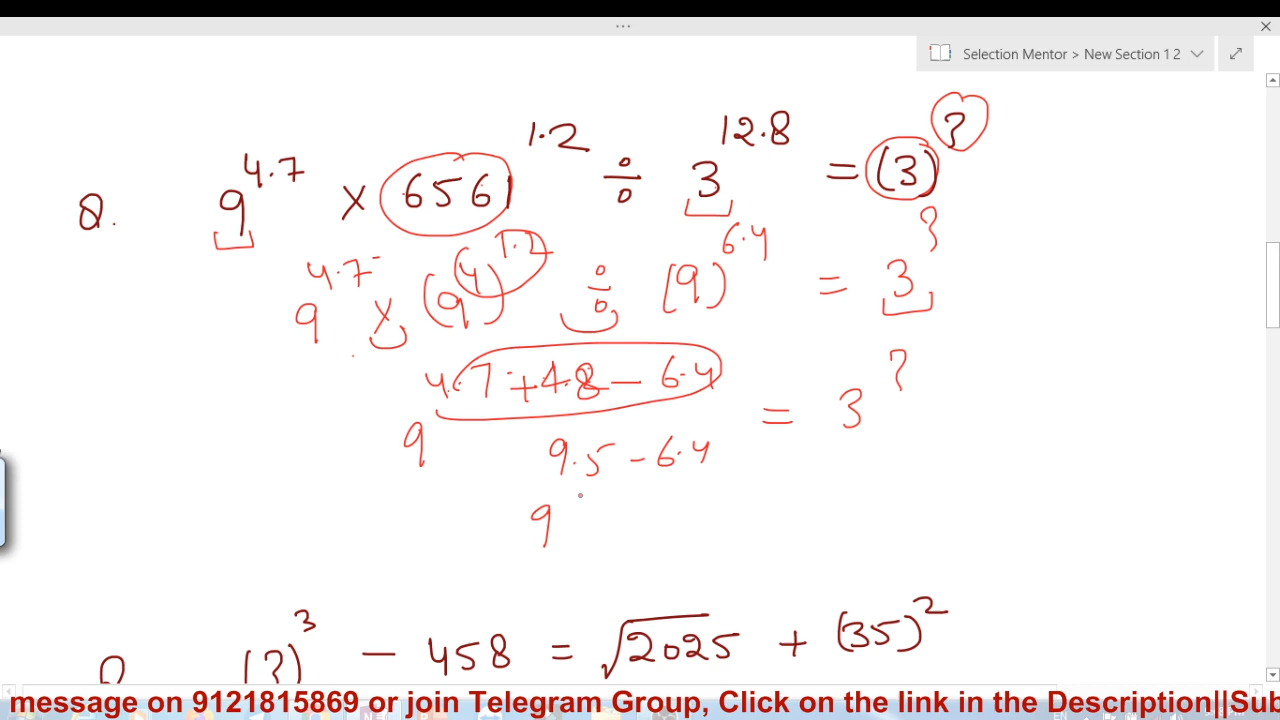 ...
Selection Mentor > New Section 1 2
Q. 9^4.7 × 6561^1.2 ÷ 3^12.8 = (3)^?
9^4.7 × (9^4)^1.2 ÷ (9)^6.4 = 3^?
9^4.7+4.8-6.4 = 3^?
9.5-6.4
9
Q (?)^3 - 458 = √2025 + (35)^2
message on 9121815869 or join Telegram Group, Click on the link in the Description||Sub